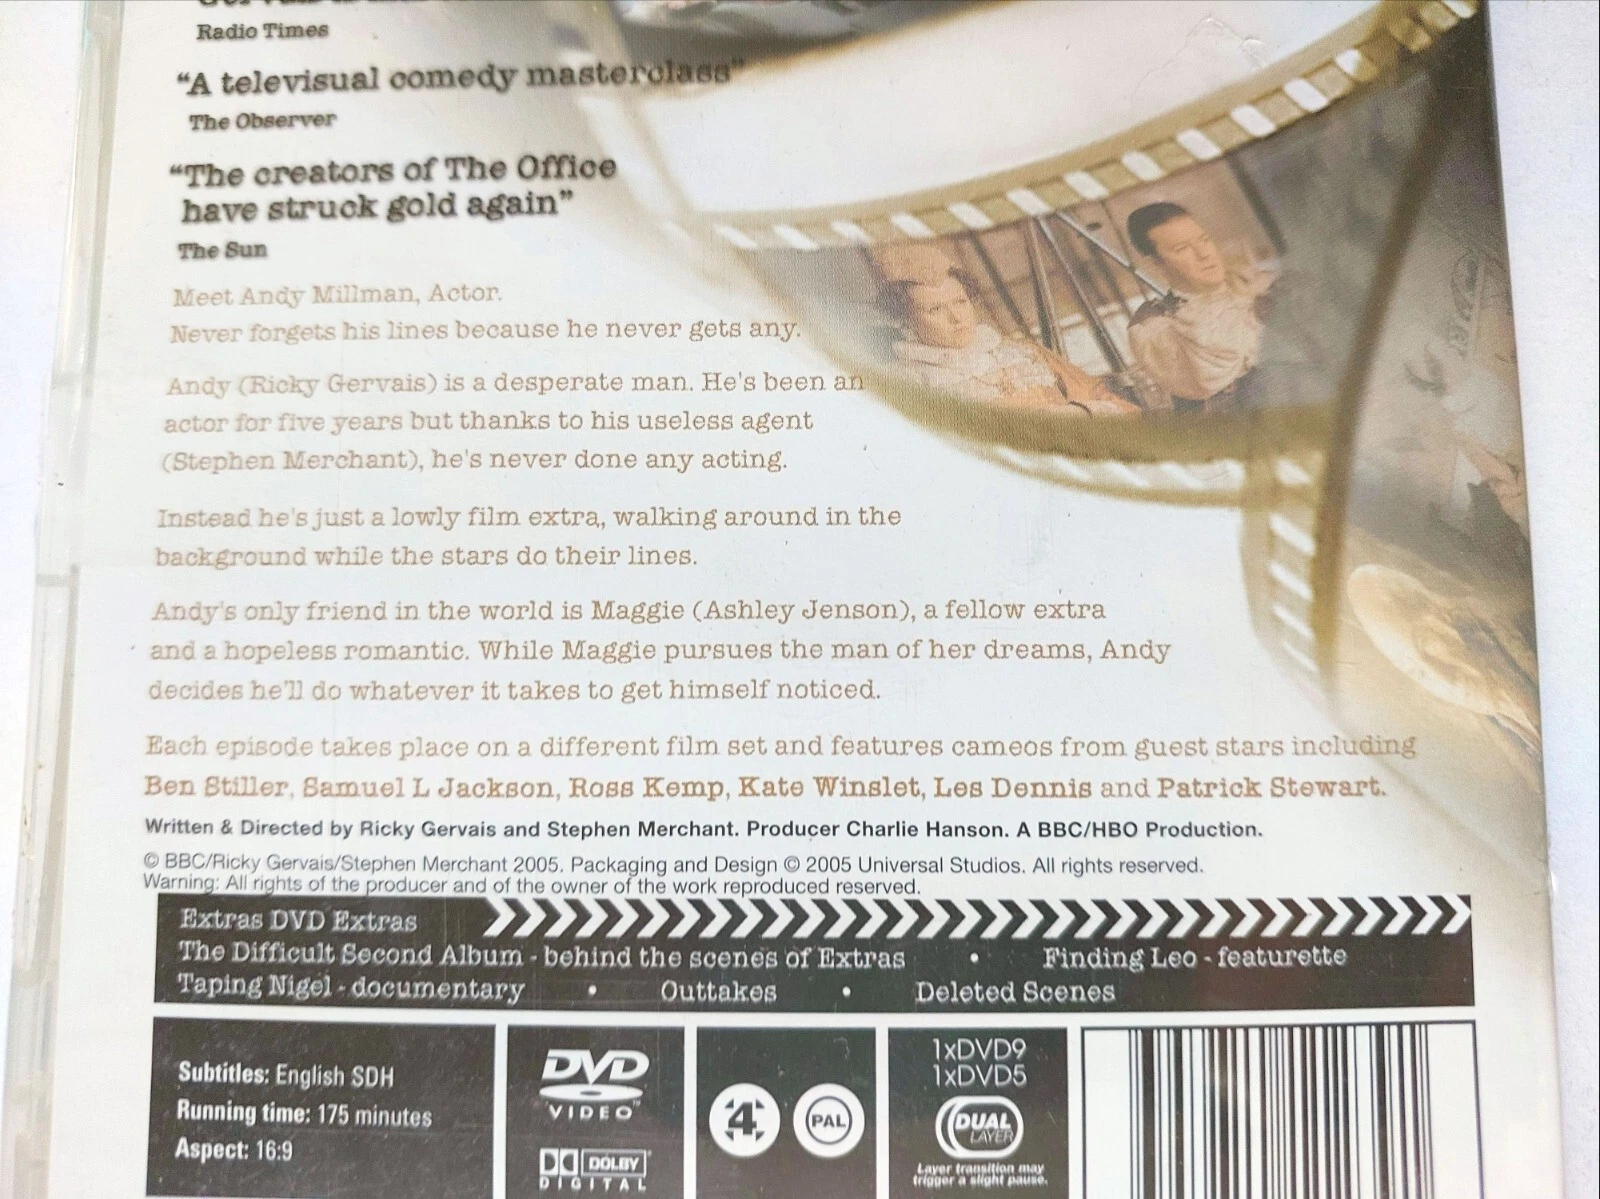 Radio Times
“A televisual comedy masterclass”
The Observer
“The creators of The Office
have struck gold again”
The Sun
Meet Andy Millman, Actor.
Never forgets his lines because he never gets any.
Andy (Ricky Gervais) is a desperate man. He's been an
actor for five years but thanks to his useless agent
(Stephen Merchant), he's never done any acting.
Instead he's just a lowly film extra, walking around in the
background while the stars do their lines.
Andy's only friend in the world is Maggie (Ashley Jenson), a fellow extra
and a hopeless romantic. While Maggie pursues the man of her dreams, Andy
decides he'll do whatever it takes to get himself noticed.
Each episode takes place on a different film set and features cameos from guest stars including
Ben Stiller, Samuel L Jackson, Ross Kemp, Kate Winslet, Les Dennis and Patrick Stewart.
Written & Directed by Ricky Gervais and Stephen Merchant. Producer Charlie Hanson. A BBC/HBO Production.
© BBC/Ricky Gervais/Stephen Merchant 2005. Packaging and Design © 2005 Universal Studios. All rights reserved.
Warning: All rights of the producer and of the owner of the work reproduced reserved.
Extras DVD Extras
The Difficult Second Album - behind the scenes of Extras • Finding Leo - featurette
Taping Nigel - documentary • Outtakes • Deleted Scenes
Subtitles: English SDH
Running time: 175 minutes
Aspect: 16:9
DVD
VIDEO™
DOLBY
DIGITAL
4
PAL
1xDVD9
1xDVD5
DUAL
LAYER
Layer transition may
trigger a slight pause.